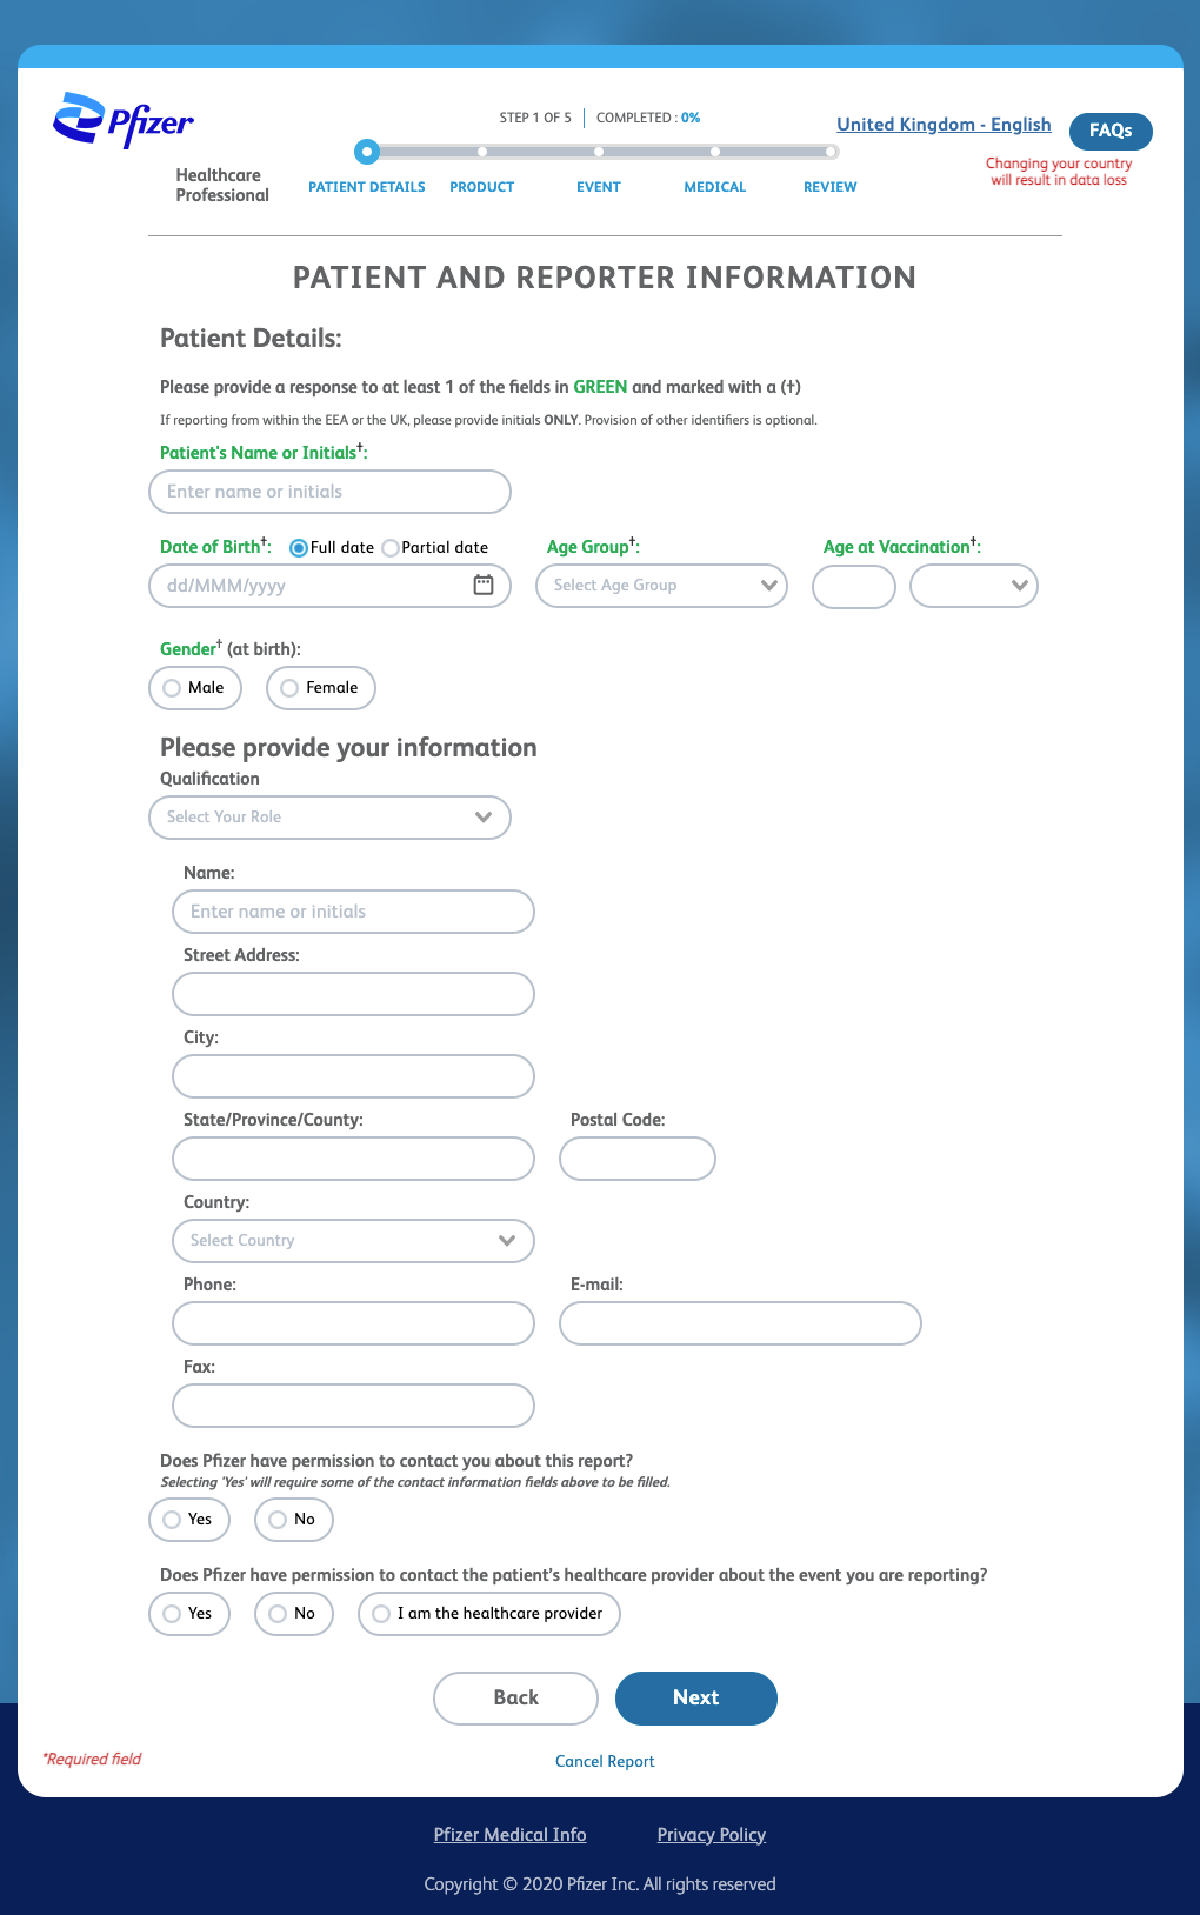 Pfizer
STEP 1 OF 5 COMPLETED : 0%
United Kingdom - English
FAQs
Changing your country
will result in data loss
Healthcare
Professional
PATIENT DETAILS PRODUCT EVENT MEDICAL REVIEW
PATIENT AND REPORTER INFORMATION
Patient Details:
Please provide a response to at least 1 of the fields in GREEN and marked with a (†)
If reporting from within the EEA or the UK, please provide initials ONLY. Provision of other identifiers is optional.
Patient's Name or Initials†:
Enter name or initials
Date of Birth†: Full date Partial date Age Group†: Age at Vaccination†:
dd/MMM/yyyy Select Age Group
Gender† (at birth):
Male Female
Please provide your information
Qualification
Select Your Role
Name:
Enter name or initials
Street Address:
City:
State/Province/County: Postal Code:
Country:
Select Country
Phone: E-mail:
Fax:
Does Pfizer have permission to contact you about this report?
Selecting 'Yes' will require some of the contact information fields above to be filled.
Yes No
Does Pfizer have permission to contact the patient's healthcare provider about the event you are reporting?
Yes No I am the healthcare provider
Back Next
*Required field
Cancel Report
Pfizer Medical Info Privacy Policy
Copyright © 2020 Pfizer Inc. All rights reserved